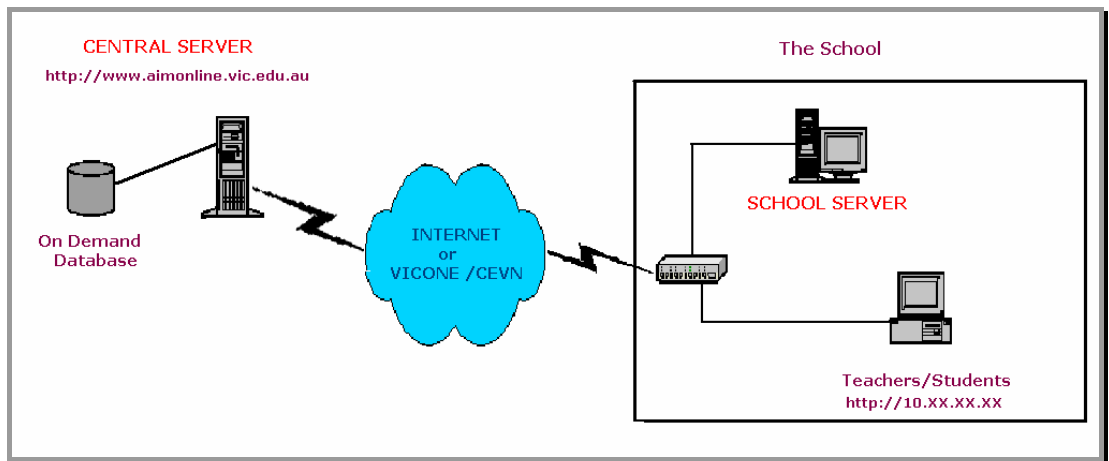 CENTRAL SERVER
http://www.aimonline.vic.edu.au
On Demand
Database
INTERNET
or
VICONE /CEVN
The School
SCHOOL SERVER
Teachers/Students
http://10.XX.XX.XX